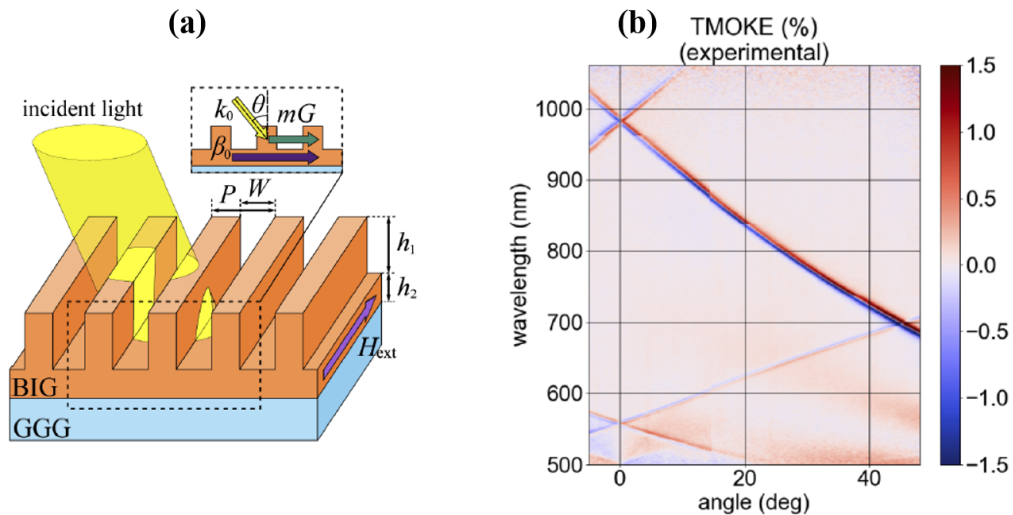 (a)
incident light
k₀
θ
mG
β₀
P
W
h₁
h₂
Hext
BIG
GGG
(b)
TMOKE (%)
(experimental)
wavelength (nm)
1000
900
800
700
600
500
0
20
40
angle (deg)
1.5
1.0
0.5
0.0
−0.5
−1.0
−1.5